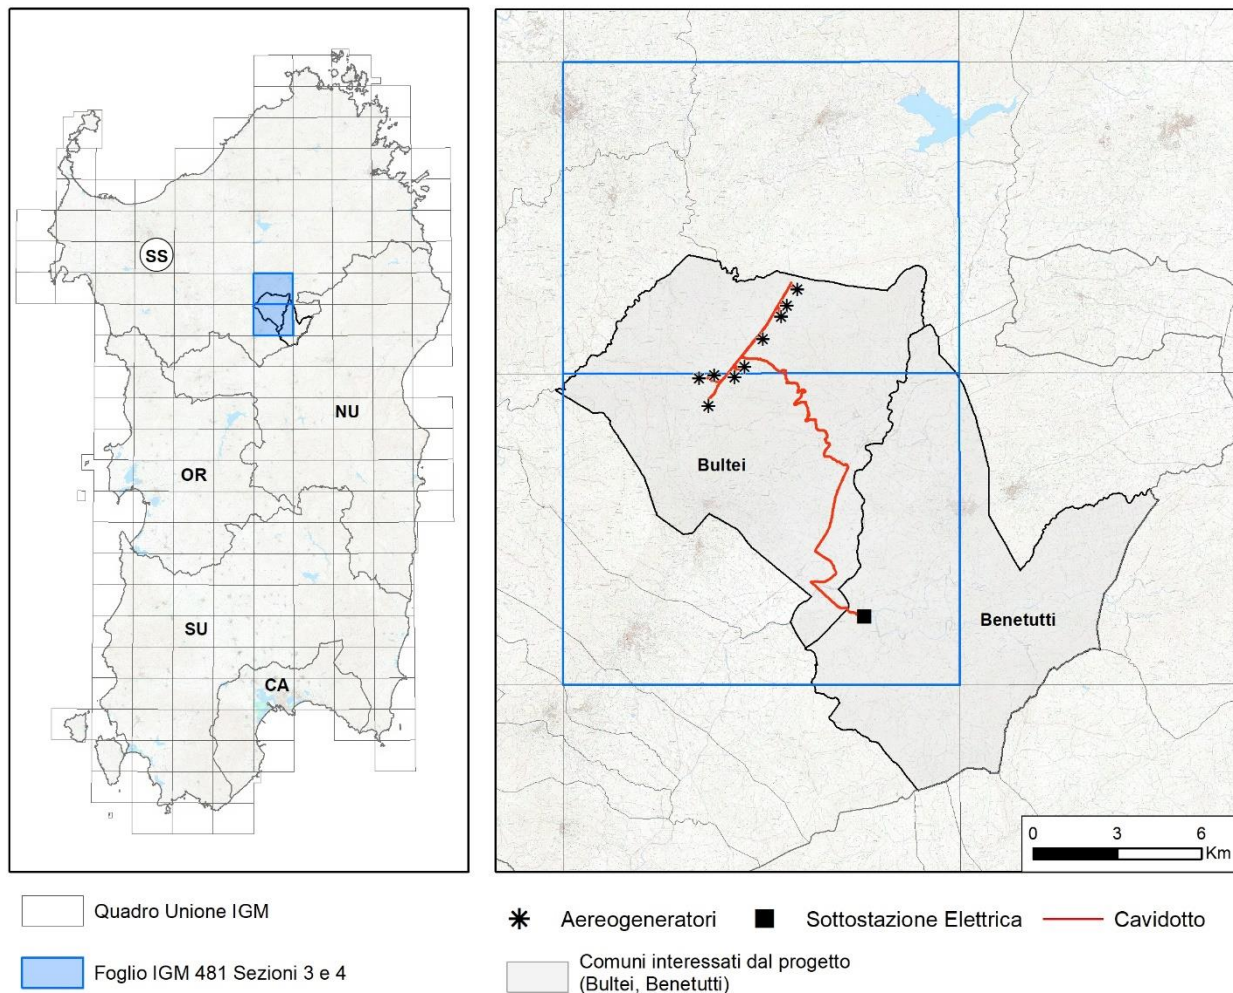 SS
NU
OR
SU
CA
Bultei
Benetutti
0 3 6
Km
Quadro Unione IGM
Foglio IGM 481 Sezioni 3 e 4
Aereogeneratori
Sottostazione Elettrica
Cavidotto
Comuni interessati dal progetto
(Bultei, Benetutti)